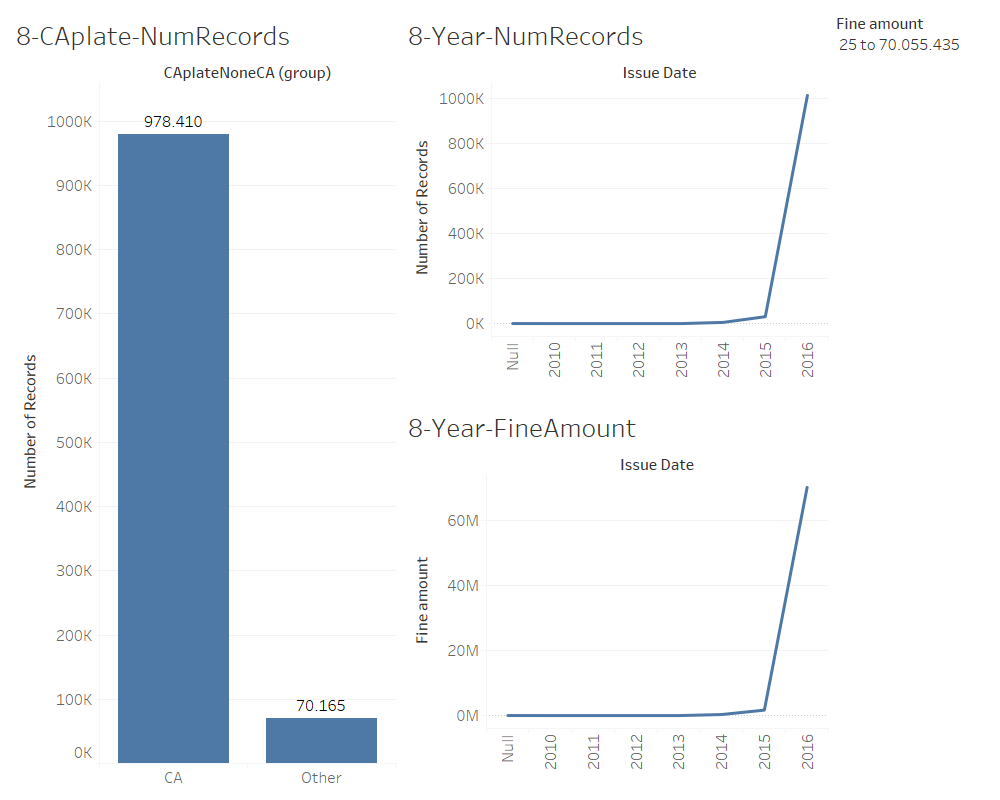 8-CAplate-NumRecords
CAplateNoneCA (group)
Number of Records
1000K
900K
800K
700K
600K
500K
400K
300K
200K
100K
0K
978.410
70.165
CA
Other
8-Year-NumRecords
Issue Date
Number of Records
1000K
800K
600K
400K
200K
0K
Null
2010
2011
2012
2013
2014
2015
2016
8-Year-FineAmount
Issue Date
Fine amount
60M
40M
20M
0M
Null
2010
2011
2012
2013
2014
2015
2016
Fine amount
25 to 70.055.435